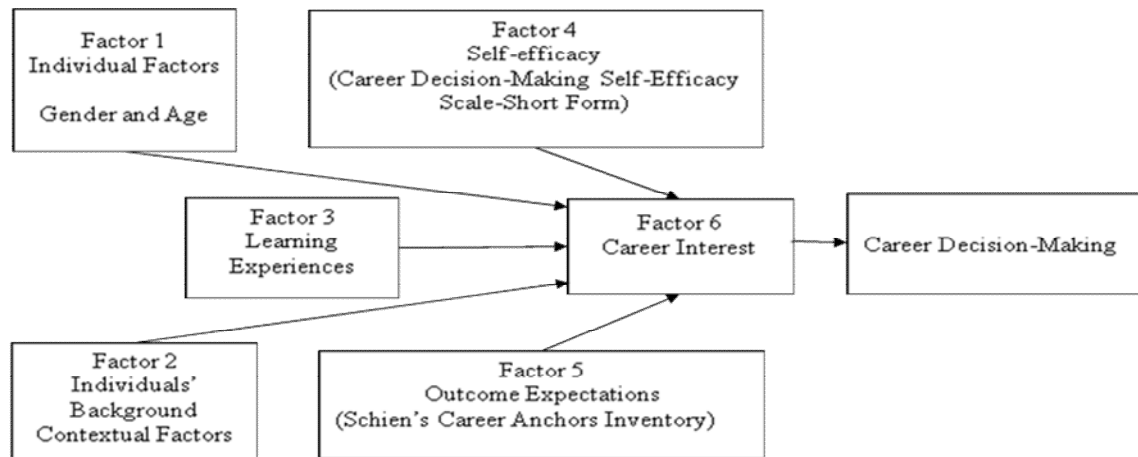 Factor 1
Individual Factors
Gender and Age
Factor 4
Self-efficacy
(Career Decision-Making Self-Efficacy
Scale-Short Form)
Factor 3
Learning
Experiences
Factor 6
Career Interest
Career Decision-Making
Factor 2
Individuals’
Background
Contextual Factors
Factor 5
Outcome Expectations
(Schien’s Career Anchors Inventory)